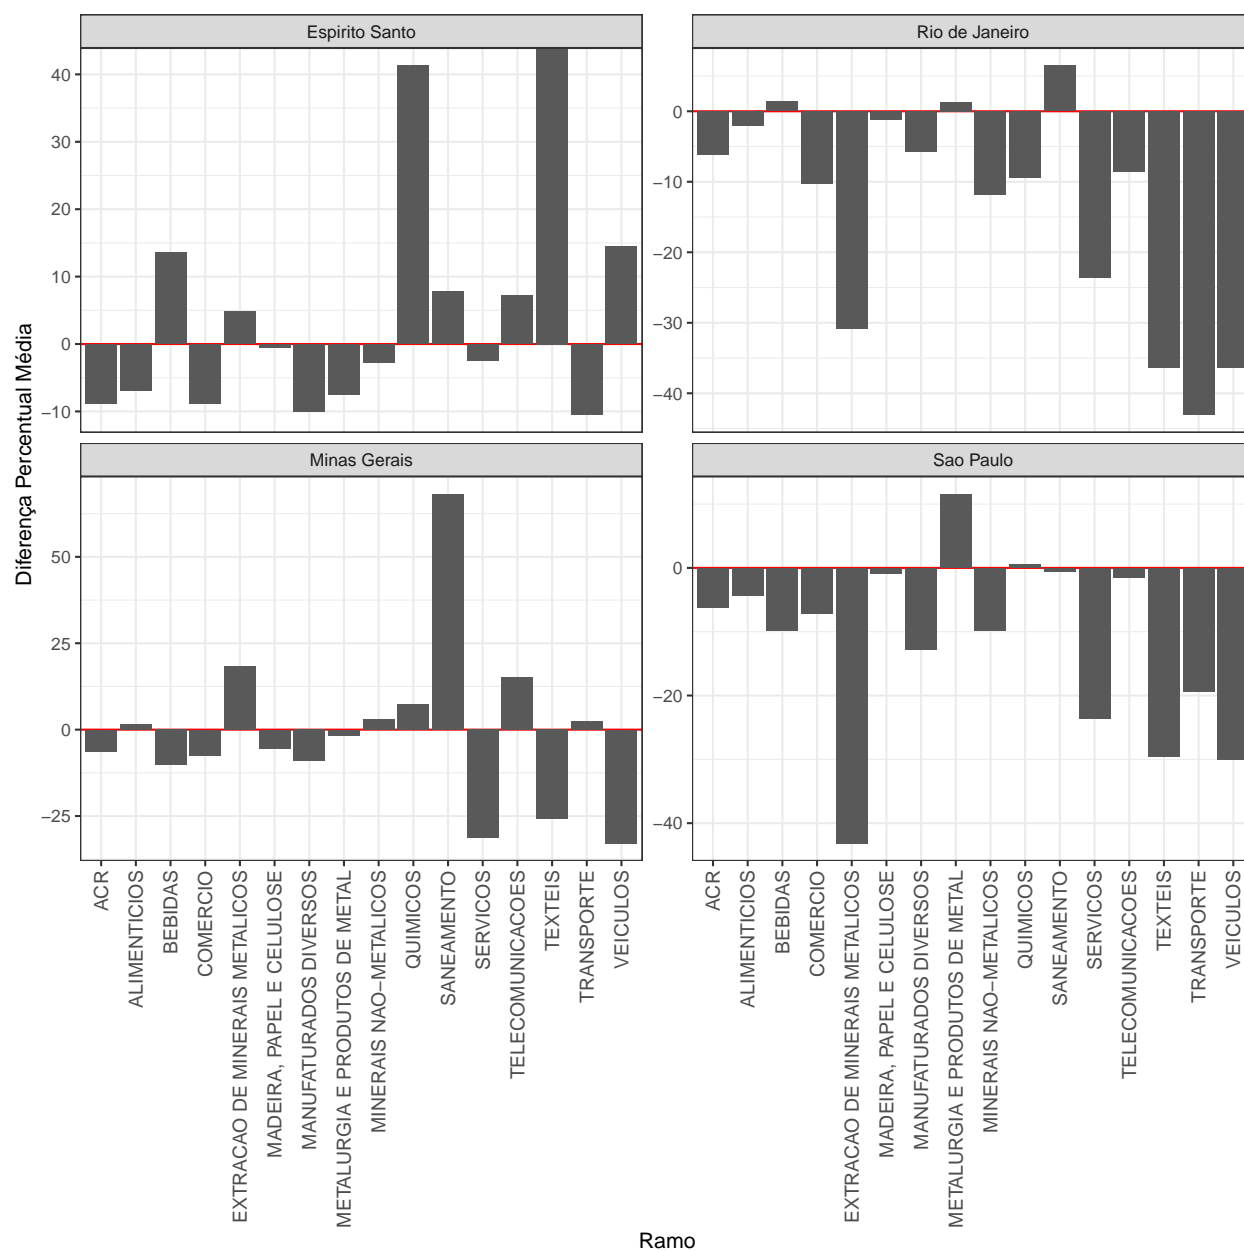 Espirito Santo
Rio de Janeiro
40
30
20
10
0
−10
0
−10
−20
−30
−40
Diferença Percentual Média
Minas Gerais
Sao Paulo
50
25
0
−25
0
−20
−40
ACR
ALIMENTICIOS
BEBIDAS
COMERCIO
EXTRACAO DE MINERAIS METALICOS
MADEIRA, PAPEL E CELULOSE
MANUFATURADOS DIVERSOS
METALURGIA E PRODUTOS DE METAL
MINERAIS NAO−METALICOS
QUIMICOS
SANEAMENTO
SERVICOS
TELECOMUNICACOES
TEXTEIS
TRANSPORTE
VEICULOS
ACR
ALIMENTICIOS
BEBIDAS
COMERCIO
EXTRACAO DE MINERAIS METALICOS
MADEIRA, PAPEL E CELULOSE
MANUFATURADOS DIVERSOS
METALURGIA E PRODUTOS DE METAL
MINERAIS NAO−METALICOS
QUIMICOS
SANEAMENTO
SERVICOS
TELECOMUNICACOES
TEXTEIS
TRANSPORTE
VEICULOS
Ramo